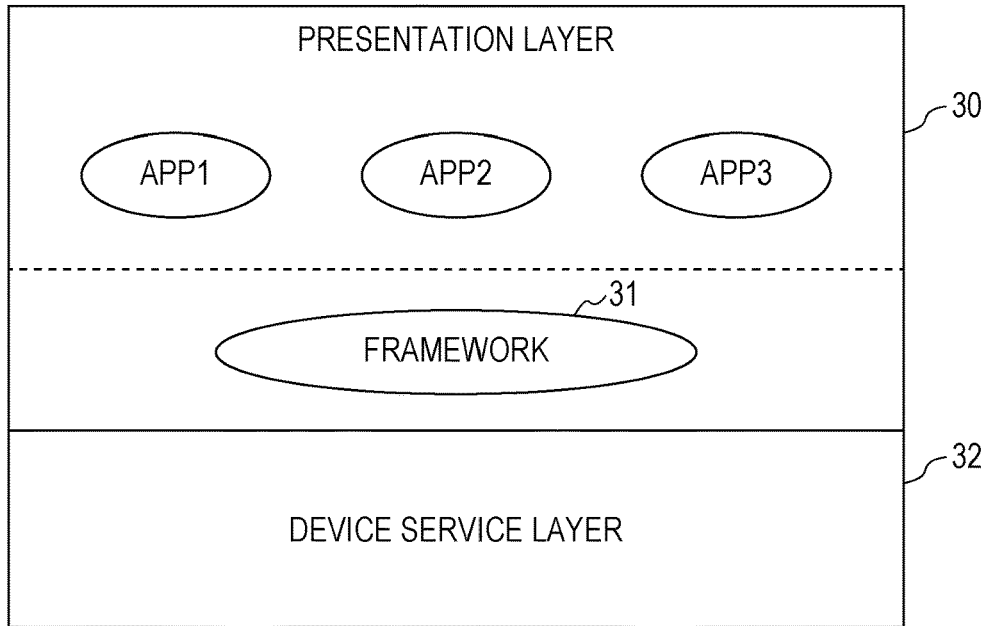 PRESENTATION LAYER
30
APP1 APP2 APP3
31
FRAMEWORK
32
DEVICE SERVICE LAYER